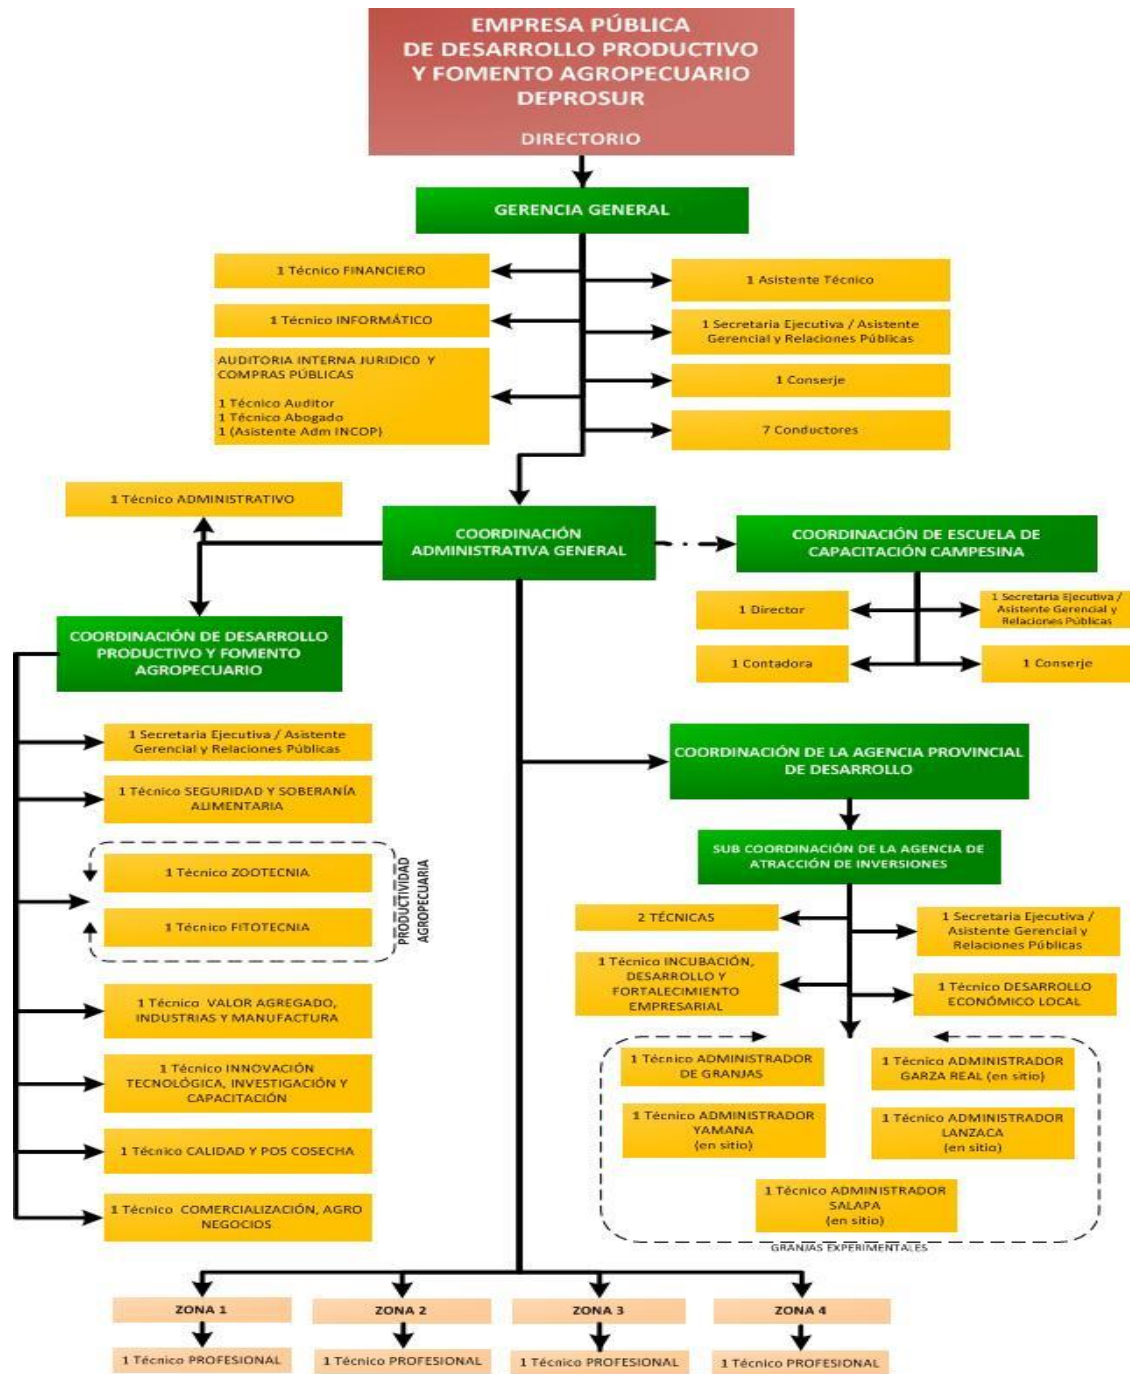 EMPRESA PÚBLICA
DE DESARROLLO PRODUCTIVO
Y FOMENTO AGROPECUARIO
DEPROSUR
DIRECTORIO
GERENCIA GENERAL
1 Técnico FINANCIERO
1 Asistente Técnico
1 Técnico INFORMÁTICO
1 Secretaria Ejecutiva / Asistente
Gerencial y Relaciones Públicas
AUDITORIA INTERNA JURIDICO Y
COMPRAS PÚBLICAS
1 Técnico Auditor
1 Técnico Abogado
1 (Asistente Adm INCOP)
1 Conserje
7 Conductores
1 Técnico ADMINISTRATIVO
COORDINACIÓN
ADMINISTRATIVA GENERAL
COORDINACIÓN DE ESCUELA DE
CAPACITACIÓN CAMPESINA
1 Director
1 Secretaria Ejecutiva /
Asistente Gerencial y
Relaciones Públicas
1 Contadora
1 Conserje
COORDINACIÓN DE DESARROLLO
PRODUCTIVO Y FOMENTO
AGROPECUARIO
1 Secretaria Ejecutiva / Asistente
Gerencial y Relaciones Públicas
1 Técnico SEGURIDAD Y SOBERANÍA
ALIMENTARIA
1 Técnico ZOOTECNIA
1 Técnico FITOTECNIA
PRODUCTIVIDAD
AGROPECUARIA
1 Técnico VALOR AGREGADO,
INDUSTRIAS Y MANUFACTURA
1 Técnico INNOVACIÓN
TECNOLÓGICA, INVESTIGACIÓN Y
CAPACITACIÓN
1 Técnico CALIDAD Y POS COSECHA
1 Técnico COMERCIALIZACIÓN, AGRO
NEGOCIOS
COORDINACIÓN DE LA AGENCIA PROVINCIAL
DE DESARROLLO
SUB COORDINACIÓN DE LA AGENCIA DE
ATRACCIÓN DE INVERSIONES
2 TÉCNICAS
1 Secretaria Ejecutiva /
Asistente Gerencial y
Relaciones Públicas
1 Técnico INCUBACIÓN,
DESARROLLO Y
FORTALECIMIENTO
EMPRESARIAL
1 Técnico DESARROLLO
ECONÓMICO LOCAL
1 Técnico ADMINISTRADOR
DE GRANJAS
1 Técnico ADMINISTRADOR
GARZA REAL (en sitio)
1 Técnico ADMINISTRADOR
YAMANA
(en sitio)
1 Técnico ADMINISTRADOR
LANZACA
(en sitio)
1 Técnico ADMINISTRADOR
SALAPA
(en sitio)
GRANJAS EXPERIMENTALES
ZONA 1
ZONA 2
ZONA 3
ZONA 4
1 Técnico PROFESIONAL
1 Técnico PROFESIONAL
1 Técnico PROFESIONAL
1 Técnico PROFESIONAL